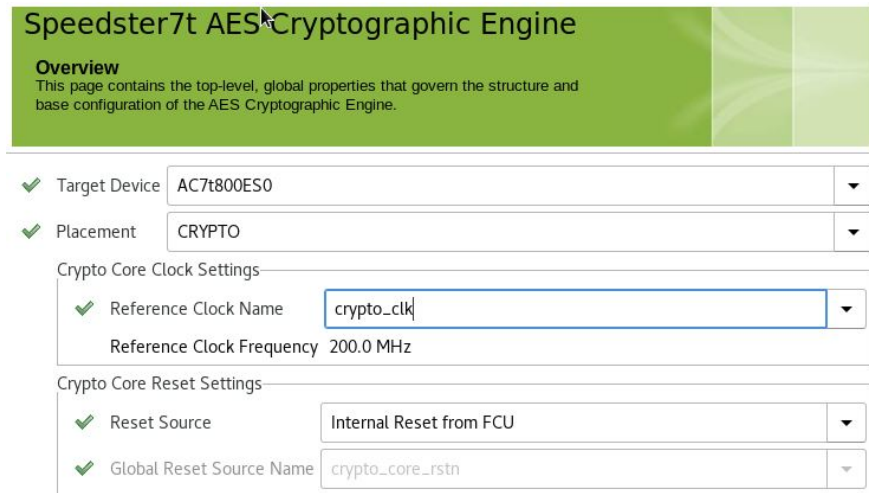 Speedster7t AES Cryptographic Engine
Overview
This page contains the top-level, global properties that govern the structure and
base configuration of the AES Cryptographic Engine.
Target Device AC7t800ES0
Placement CRYPTO
Crypto Core Clock Settings
Reference Clock Name crypto_clk
Reference Clock Frequency 200.0 MHz
Crypto Core Reset Settings
Reset Source Internal Reset from FCU
Global Reset Source Name crypto_core_rstn